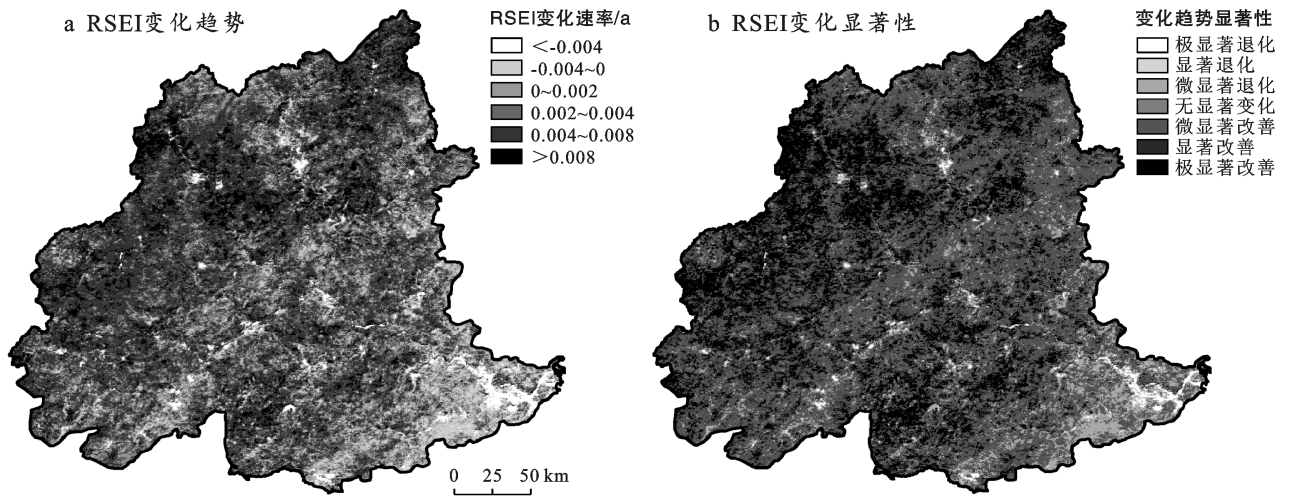 a RSEI变化趋势
RSEI变化速率/a
＜-0.004
-0.004~0
0~0.002
0.002~0.004
0.004~0.008
＞0.008
0 25 50 km
b RSEI变化显著性
变化趋势显著性
极显著退化
显著退化
微显著退化
无显著变化
微显著改善
显著改善
极显著改善